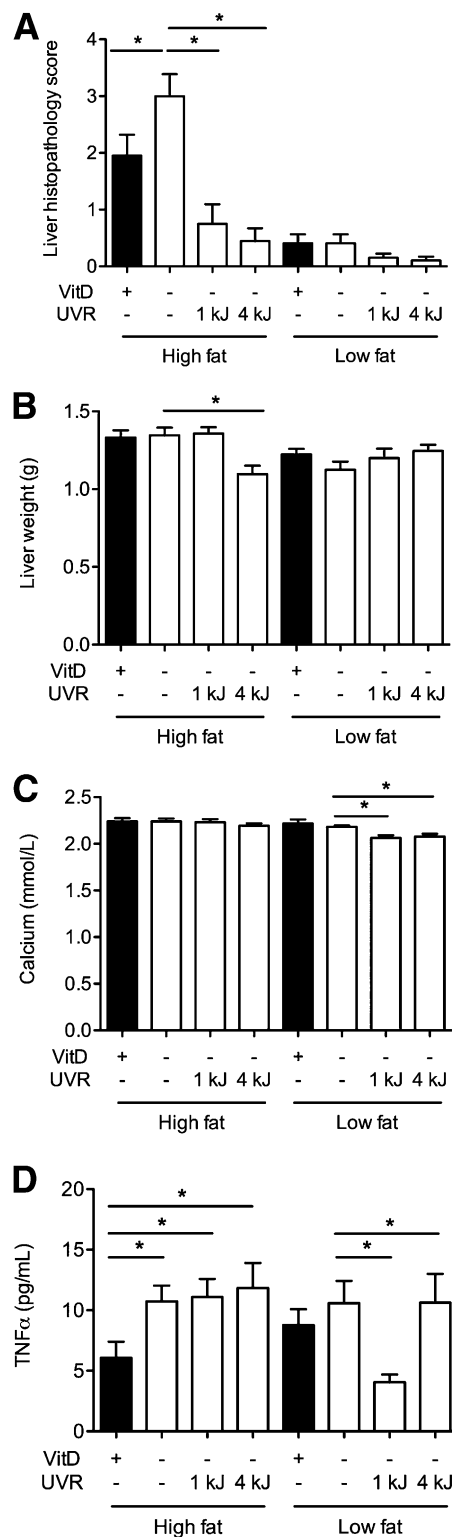 A
Liver histopathology score
4
3
2
1
0
* * *
VitD + - - - + - - -
UVR - - 1 kJ 4 kJ - - 1 kJ 4 kJ
High fat Low fat
B
Liver weight (g)
1.5
1.0
0.5
0.0
*
VitD + - - - + - - -
UVR - - 1 kJ 4 kJ - - 1 kJ 4 kJ
High fat Low fat
C
Calcium (mmol/L)
2.5
2.0
1.5
1.0
0.5
0.0
*
*
VitD + - - - + - - -
UVR - - 1 kJ 4 kJ - - 1 kJ 4 kJ
High fat Low fat
D
TNFα (pg/mL)
20
15
10
5
0
*
* *
* *
VitD + - - - + - - -
UVR - - 1 kJ 4 kJ - - 1 kJ 4 kJ
High fat Low fat